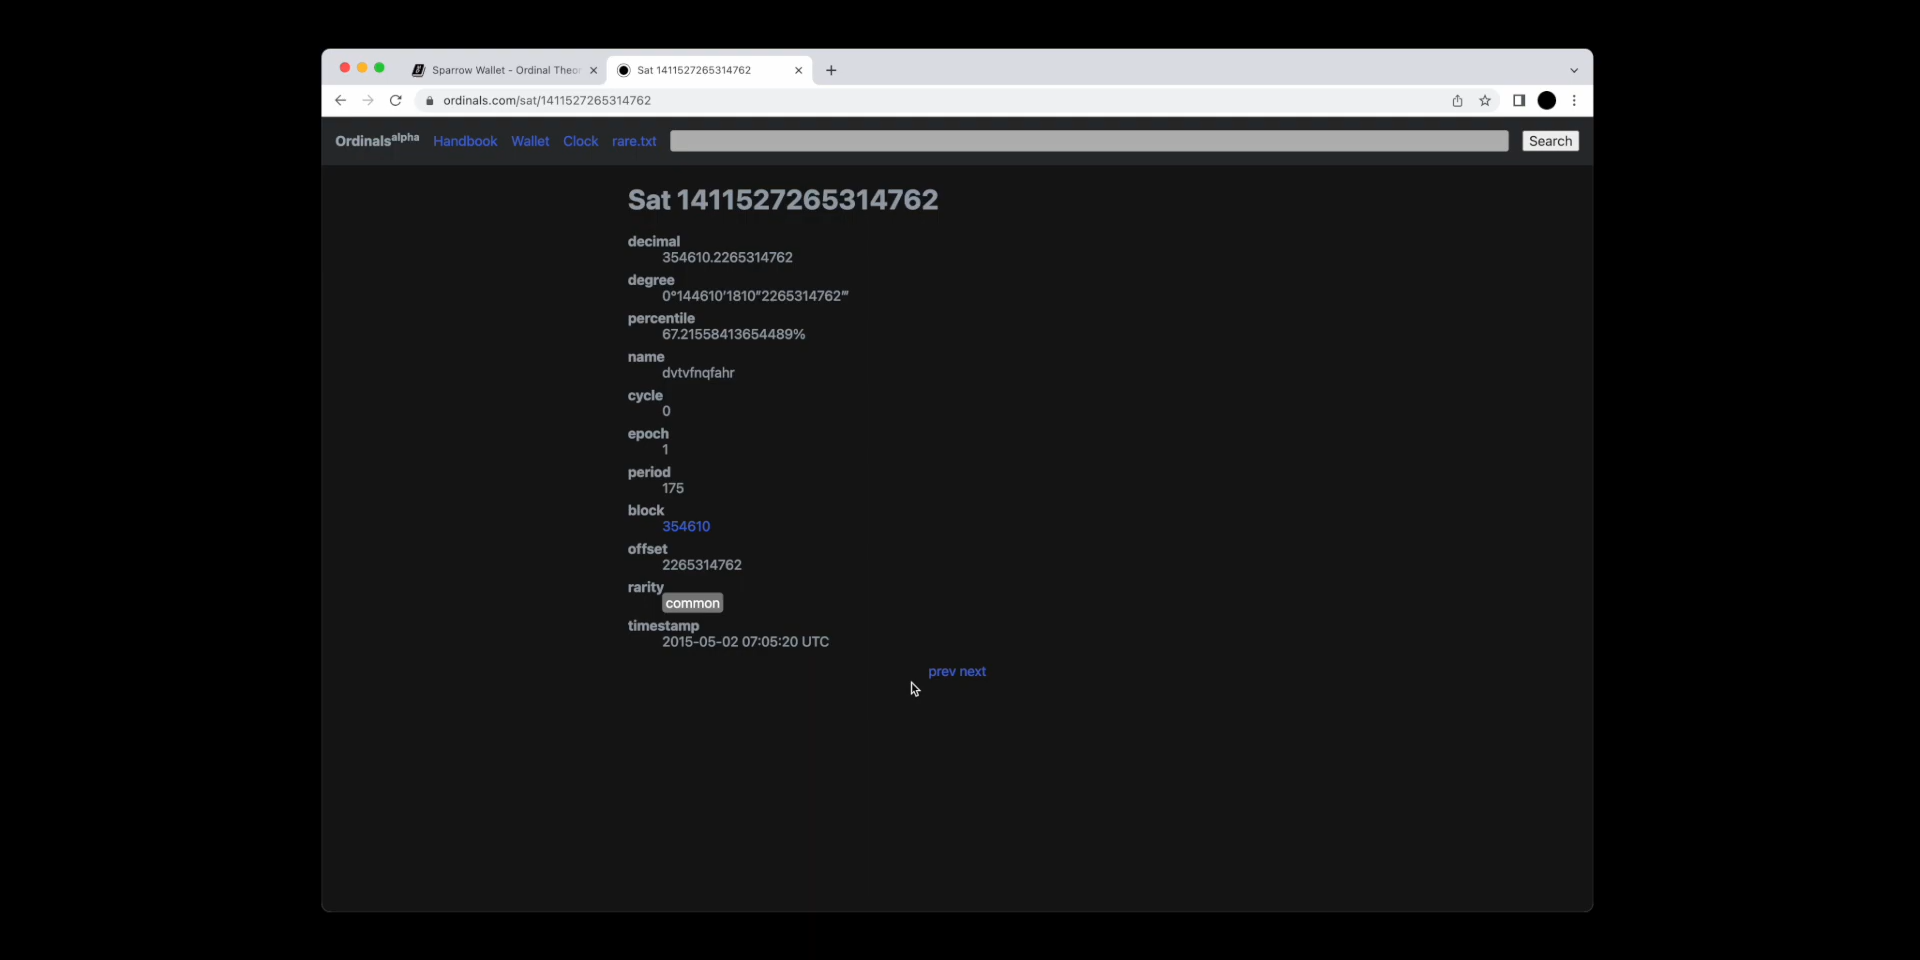 Sparrow Wallet - Ordinal Theor
Sat 1411527265314762
ordinals.com/sat/1411527265314762
Ordinalsalpha Handbook Wallet Clock rare.txt Search
Sat 1411527265314762
decimal
354610.2265314762
degree
0°144610′1810″2265314762‴
percentile
67.21558413654489%
name
dvtvfnqfahr
cycle
0
epoch
1
period
175
block
354610
offset
2265314762
rarity
common
timestamp
2015-05-02 07:05:20 UTC
prev next